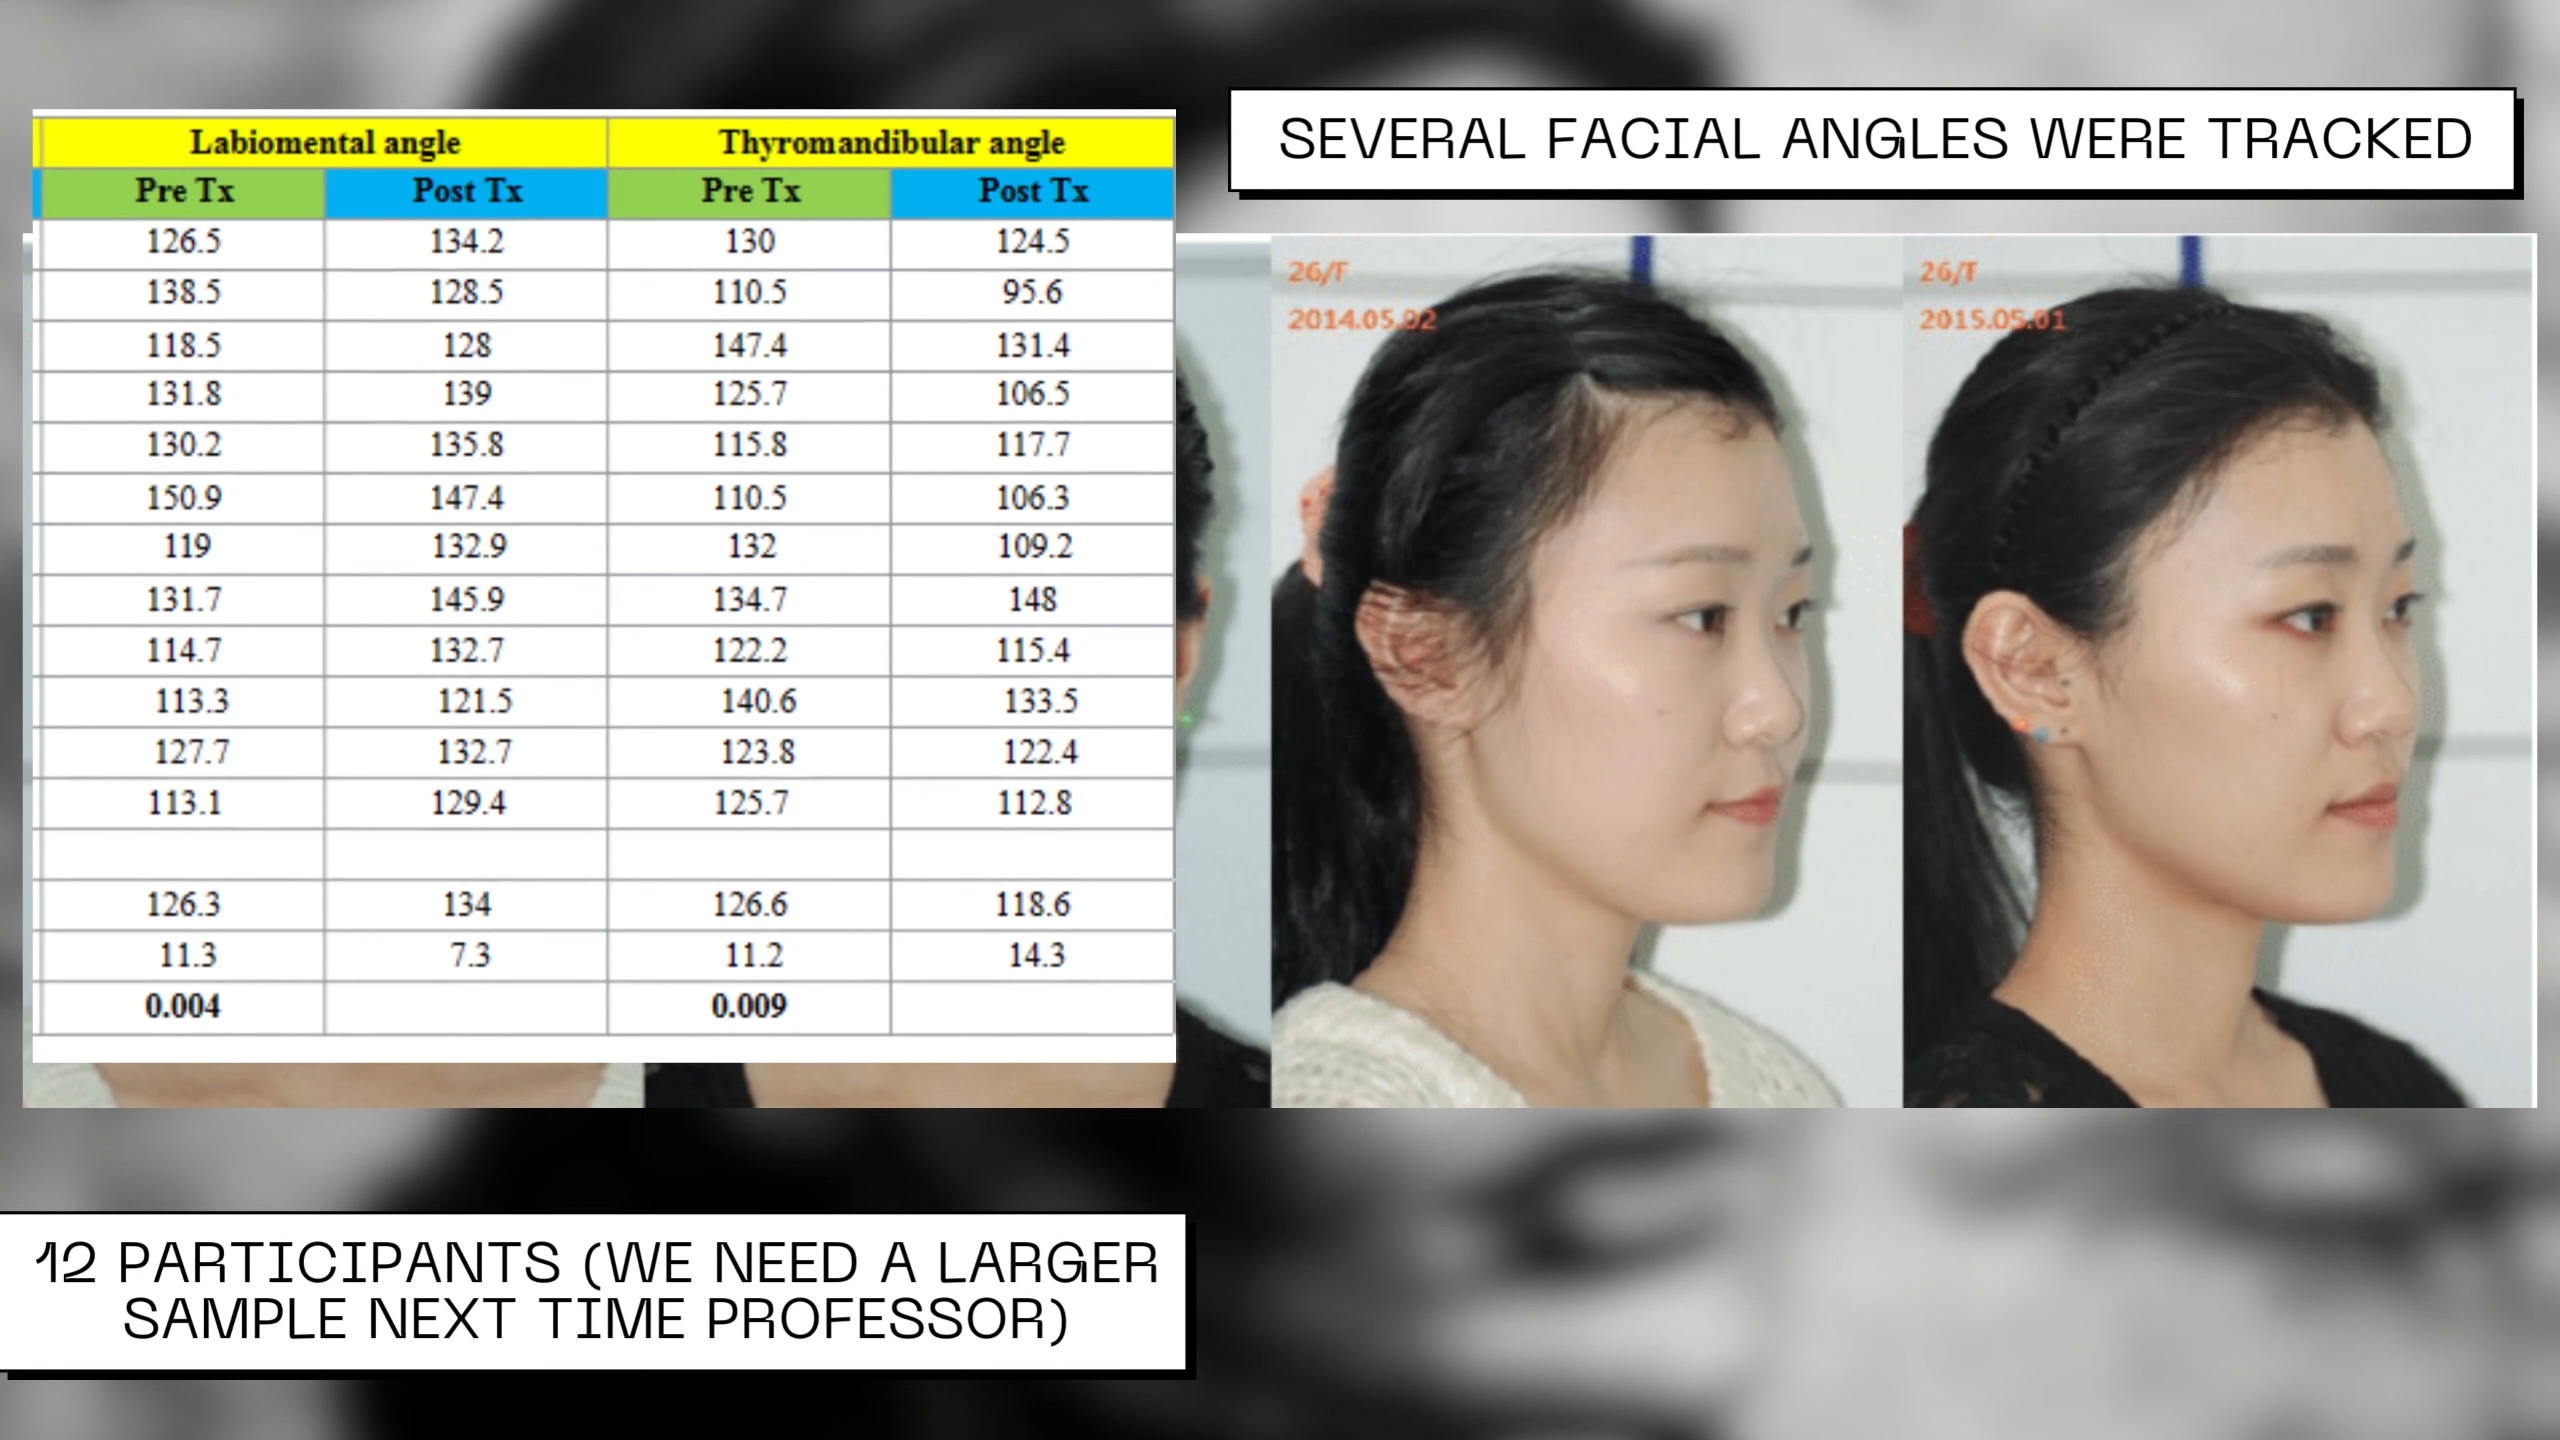 SEVERAL FACIAL ANGLES WERE TRACKED
Labiomental angle Thyromandibular angle
Pre Tx Post Tx Pre Tx Post Tx
126.5 134.2 130 124.5
138.5 128.5 110.5 95.6
118.5 128 147.4 131.4
131.8 139 125.7 106.5
130.2 135.8 115.8 117.7
150.9 147.4 110.5 106.3
119 132.9 132 109.2
131.7 145.9 134.7 148
114.7 132.7 122.2 115.4
113.3 121.5 140.6 133.5
127.7 132.7 123.8 122.4
113.1 129.4 125.7 112.8
126.3 134 126.6 118.6
11.3 7.3 11.2 14.3
0.004 0.009
26/F
2014.05.02
26/F
2015.05.01
12 PARTICIPANTS (WE NEED A LARGER
SAMPLE NEXT TIME PROFESSOR)